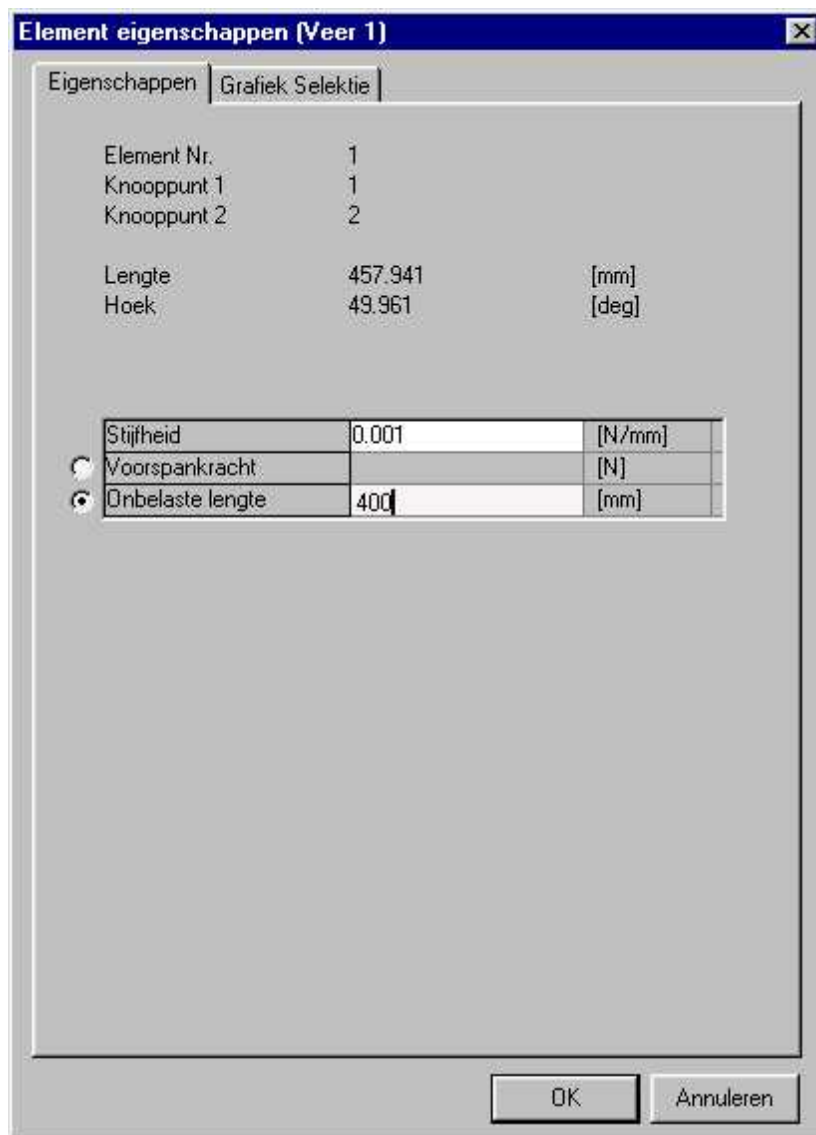 Element eigenschappen (Veer 1)
Eigenschappen Grafiek Selektie
Element Nr. 1
Knooppunt 1 1
Knooppunt 2 2
Lengte 457.941 [mm]
Hoek 49.961 [deg]
Stijfheid 0.001 [N/mm]
Voorspankracht [N]
Onbelaste lengte 400 [mm]
OK Annuleren